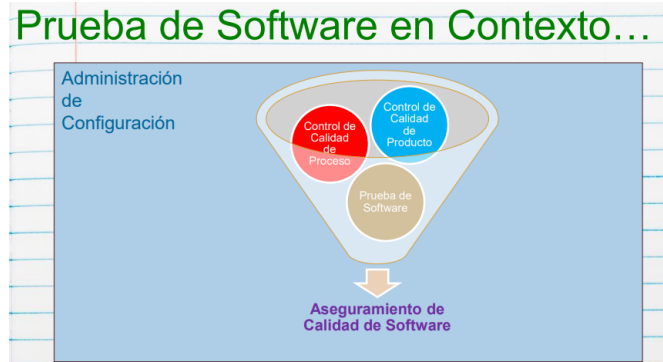 Prueba de Software en Contexto…
Administración
de
Configuración
Control de
Calidad
de
Proceso
Control de
Calidad
de
Producto
Prueba de
Software
Aseguramiento de
Calidad de Software